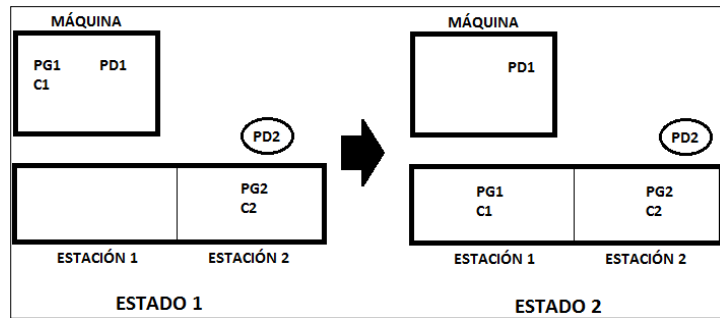 MÁQUINA
PG1 PD1
C1
PD2
PG2
C2
ESTACIÓN 1 ESTACIÓN 2
ESTADO 1
MÁQUINA
PD1
PD2
PG1 PG2
C1 C2
ESTACIÓN 1 ESTACIÓN 2
ESTADO 2